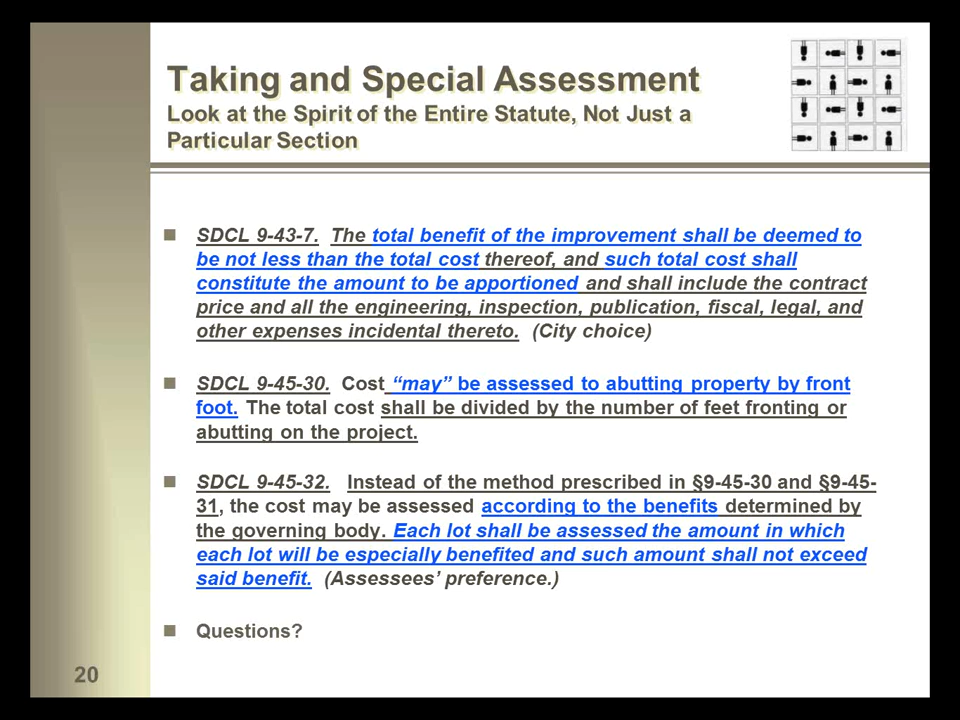 Taking and Special Assessment
Look at the Spirit of the Entire Statute, Not Just a
Particular Section
SDCL 9-43-7. The total benefit of the improvement shall be deemed to
be not less than the total cost thereof, and such total cost shall
constitute the amount to be apportioned and shall include the contract
price and all the engineering, inspection, publication, fiscal, legal, and
other expenses incidental thereto. (City choice)
SDCL 9-45-30. Cost “may” be assessed to abutting property by front
foot. The total cost shall be divided by the number of feet fronting or
abutting on the project.
SDCL 9-45-32. Instead of the method prescribed in §9-45-30 and §9-45-
31, the cost may be assessed according to the benefits determined by
the governing body. Each lot shall be assessed the amount in which
each lot will be especially benefited and such amount shall not exceed
said benefit. (Assessees’ preference.)
Questions?
20